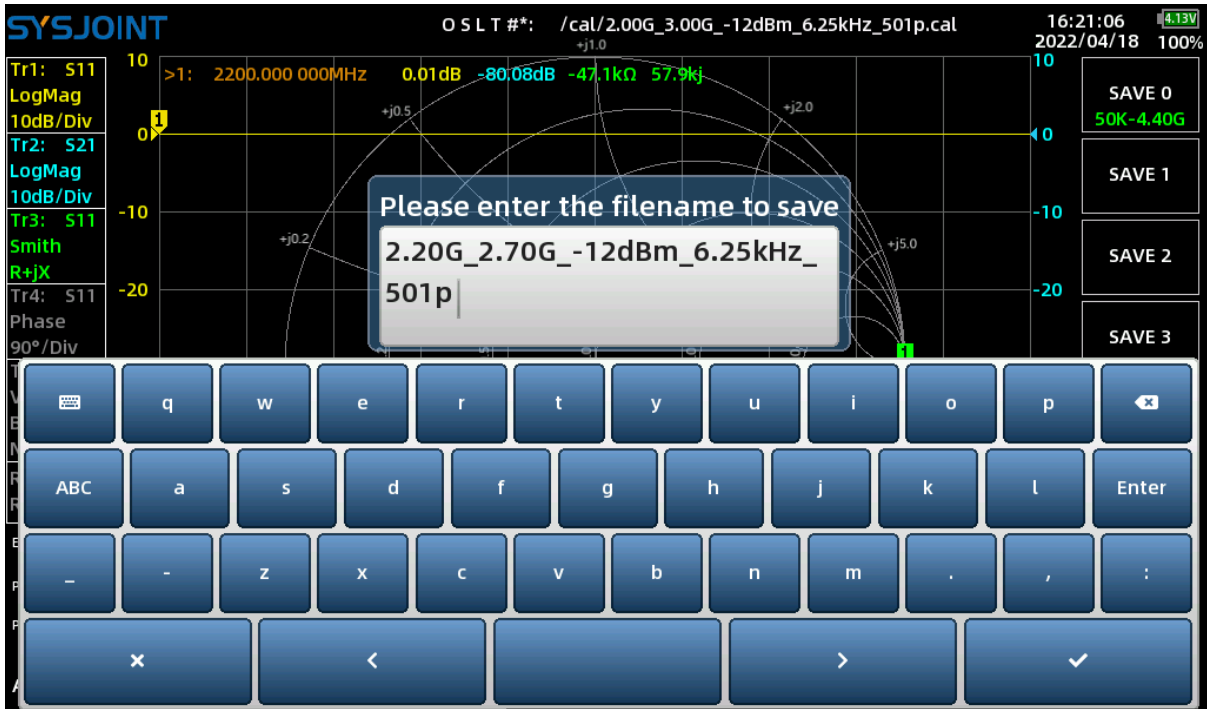 SYSJOINT
O S L T #*: /cal/2.00G_3.00G_-12dBm_6.25kHz_501p.cal
16:21:06 4.13V
2022/04/18 100%
Tr1: S11
LogMag
10dB/Div
Tr2: S21
LogMag
10dB/Div
Tr3: S11
Smith
R+jX
Tr4: S11
Phase
90°/Div
10
0
-10
-20
>1: 2200.000 000MHz 0.01dB -80.08dB -47.1kΩ 57.9kj
1
+j1.0
+j0.5
+j2.0
+j0.2
+j5.0
1
10
0
-10
-20
SAVE 0
50K-4.40G
SAVE 1
SAVE 2
SAVE 3
Please enter the filename to save
2.20G_2.70G_-12dBm_6.25kHz_
501p
q w e r t y u i o p
ABC a s d f g h j k l Enter
_ - z x c v b n m . , :
< >